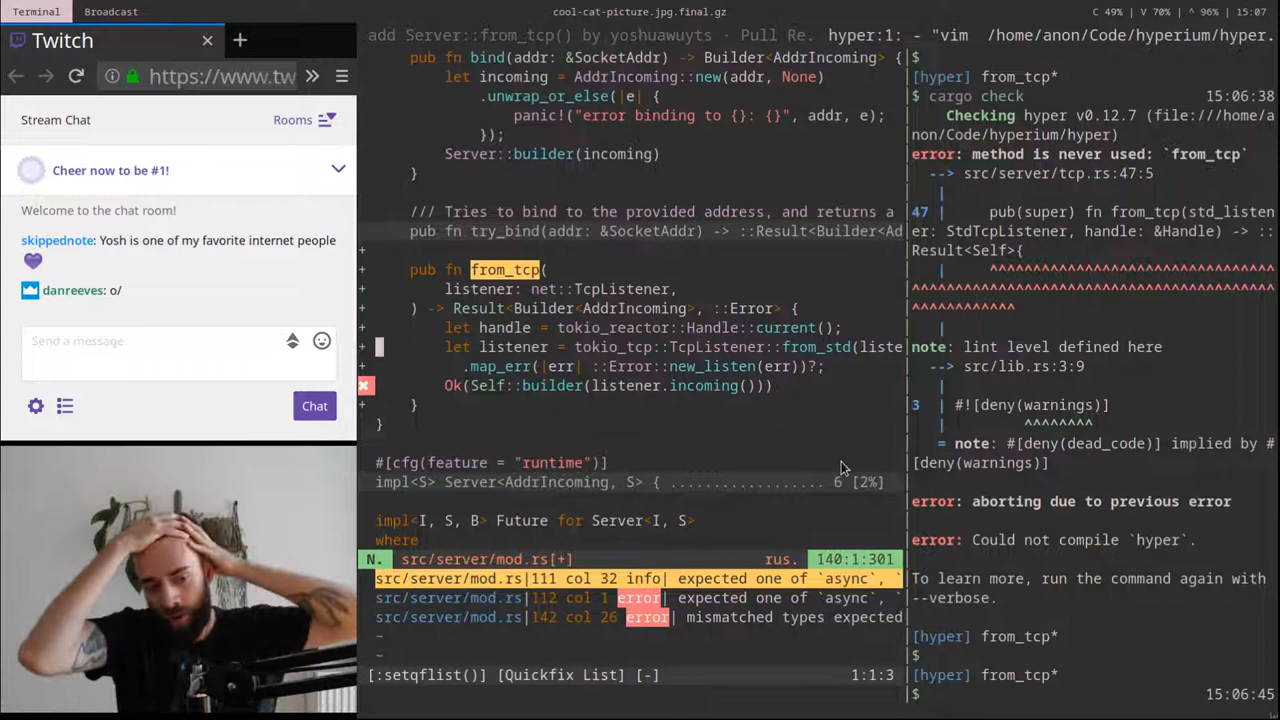 Terminal Broadcast cool-cat-picture.jpg.final.gz C 49% | V 70% | ^ 96% | 15:07
Twitch
https://www.tw
Stream Chat
Rooms
Cheer now to be #1!
Welcome to the chat room!
skippednote: Yosh is one of my favorite internet people
danreeves: o/
Send a message
Chat
add Server::from_tcp() by yoshuawuyts · Pull Re. hyper:1: - "vim /home/anon/Code/hyperium/hyper.
pub fn bind(addr: &SocketAddr) -> Builder<AddrIncoming> {
let incoming = AddrIncoming::new(addr, None)
.unwrap_or_else(|e| {
panic!("error binding to {}: {}", addr, e);
});
Server::builder(incoming)
}
/// Tries to bind to the provided address, and returns a
pub fn try_bind(addr: &SocketAddr) -> ::Result<Builder<Ad
+
+ pub fn from_tcp(
+ listener: net::TcpListener,
+ ) -> Result<Builder<AddrIncoming>, ::Error> {
+ let handle = tokio_reactor::Handle::current();
let listener = tokio_tcp::TcpListener::from_std(liste
+ .map_err(|err| ::Error::new_listen(err))?;
✖ Ok(Self::builder(listener.incoming()))
+ }
}
#[cfg(feature = "runtime")]
impl<S> Server<AddrIncoming, S> { .................. 6 [2%]
impl<I, S, B> Future for Server<I, S>
where
N. src/server/mod.rs[+] rus. 140:1:301
src/server/mod.rs|111 col 32 info| expected one of `async`, `
src/server/mod.rs|112 col 1 error| expected one of `async`, `
src/server/mod.rs|142 col 26 error| mismatched types expected
~
~
[:setqflist()] [Quickfix List] [-] 1:1:3
$
[hyper] from_tcp*
$ cargo check 15:06:38
Checking hyper v0.12.7 (file:///home/a
non/Code/hyperium/hyper)
error: method is never used: `from_tcp`
--> src/server/tcp.rs:47:5
|
47 | pub(super) fn from_tcp(std_listen
er: StdTcpListener, handle: &Handle) -> ::
Result<Self>{
| ^^^^^^^^^^^^^^^^^^^^^^^^^^^^^^^^^
^^^^^^^^^^^^^^^^^^^^^^^^^^^^^^^^^^^^^^^^^^
^^^^^^^^^^^^
|
note: lint level defined here
--> src/lib.rs:3:9
|
3 | #![deny(warnings)]
| ^^^^^^^^
= note: #[deny(dead_code)] implied by #
[deny(warnings)]
error: aborting due to previous error
error: Could not compile `hyper`.
To learn more, run the command again with
--verbose.
[hyper] from_tcp*
$
[hyper] from_tcp*
$ 15:06:45